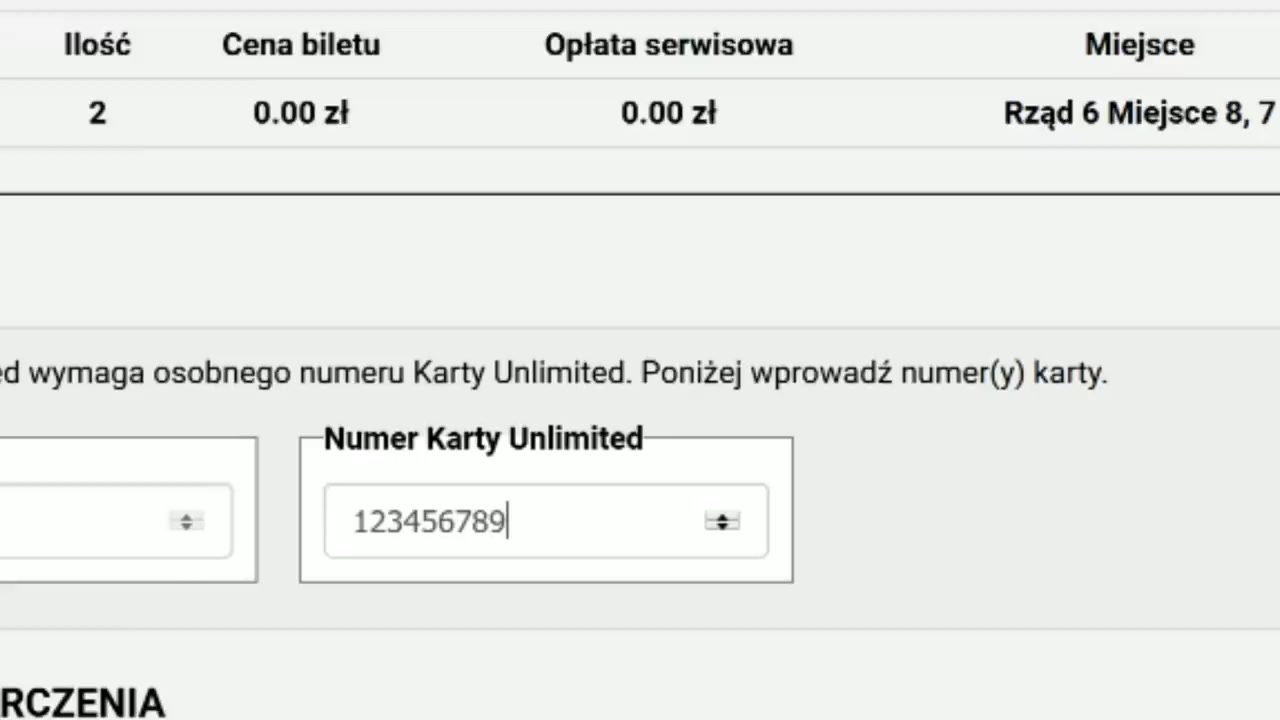 Ilość Cena biletu Opłata serwisowa Miejsce
2 0.00 zł 0.00 zł Rząd 6 Miejsce 8, 7
ed wymaga osobnego numeru Karty Unlimited. Poniżej wprowadź numer(y) karty.
Numer Karty Unlimited
123456789
RCZENIA